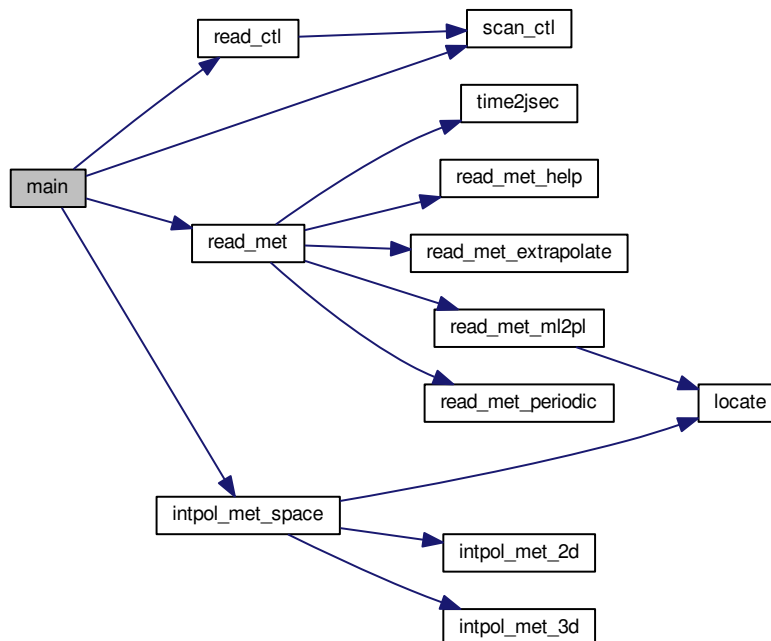 main
read_ctl
scan_ctl
read_met
time2jsec
read_met_help
read_met_extrapolate
read_met_ml2pl
read_met_periodic
locate
intpol_met_space
intpol_met_2d
intpol_met_3d